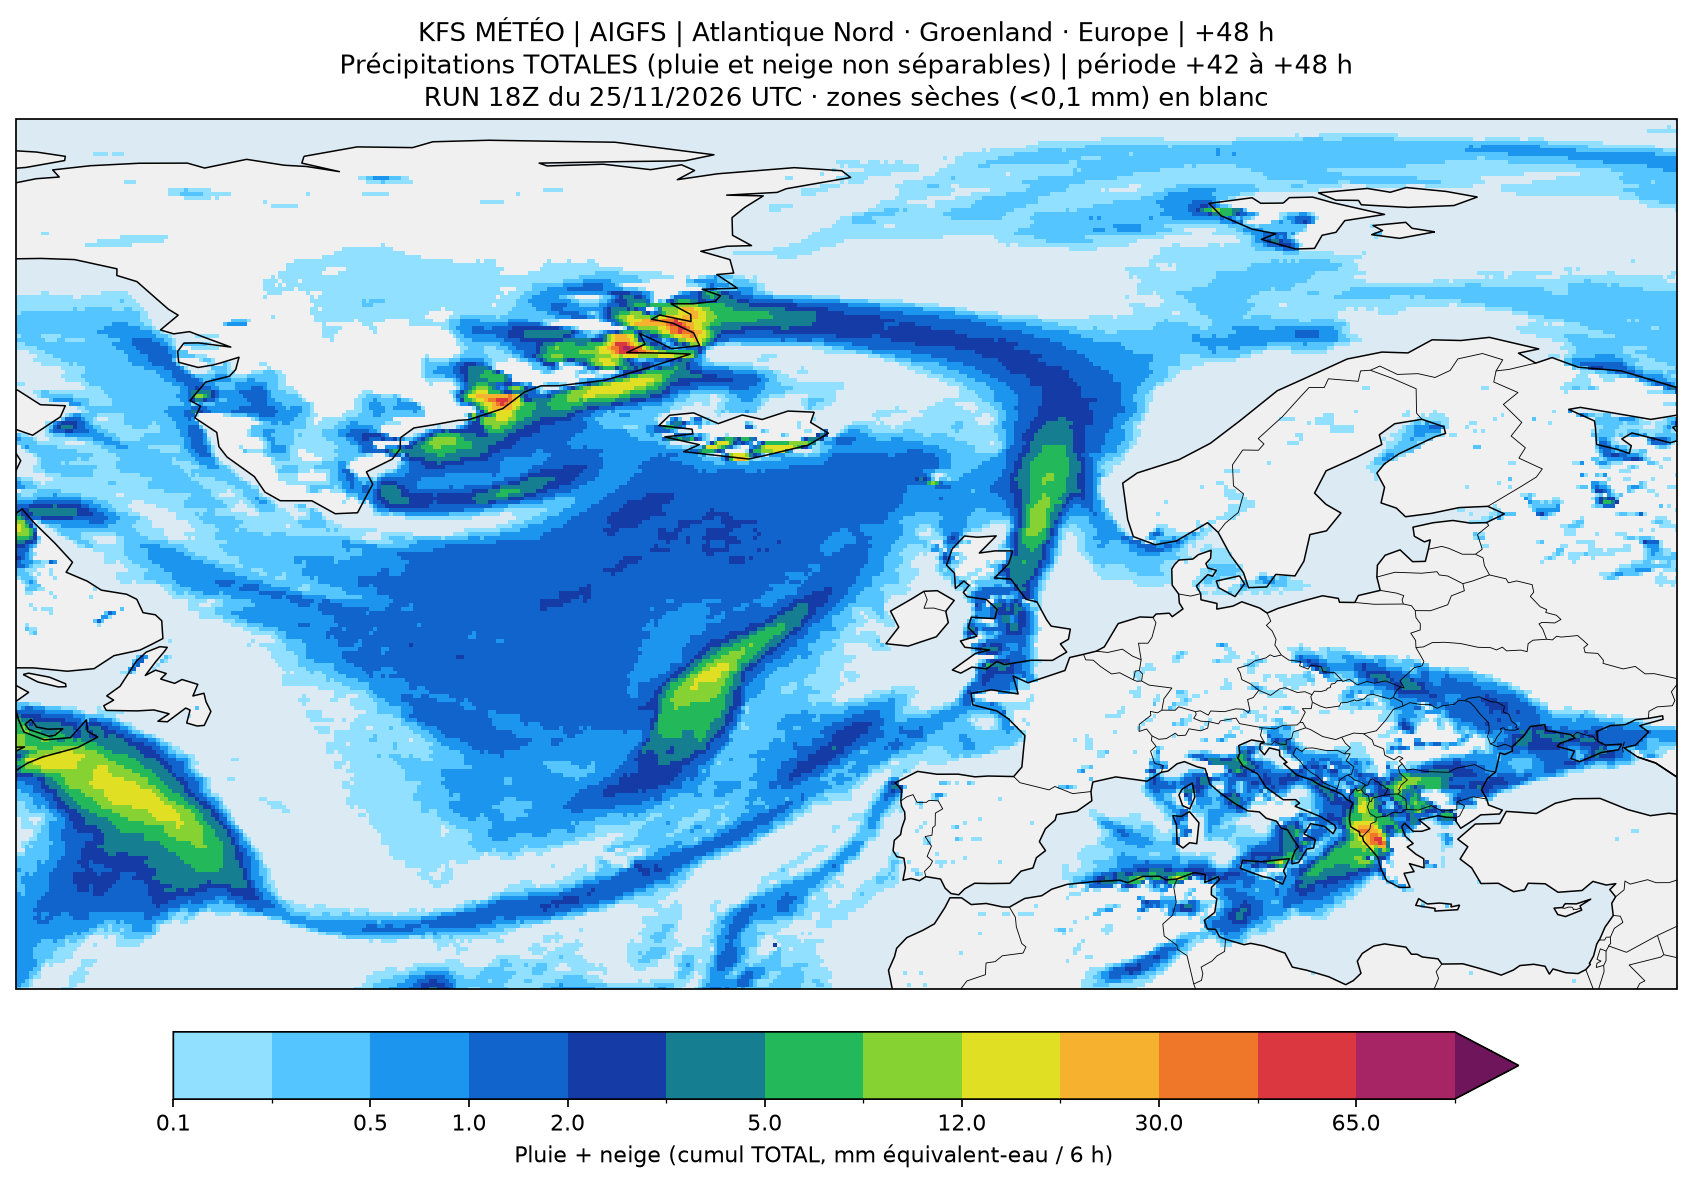 KFS MÉTÉO | AIGFS | Atlantique Nord · Groenland · Europe | +48 h
Précipitations TOTALES (pluie et neige non séparables) | période +42 à +48 h
RUN 18Z du 25/11/2026 UTC · zones sèches (<0,1 mm) en blanc
0.1 0.5 1.0 2.0 5.0 12.0 30.0 65.0
Pluie + neige (cumul TOTAL, mm équivalent-eau / 6 h)